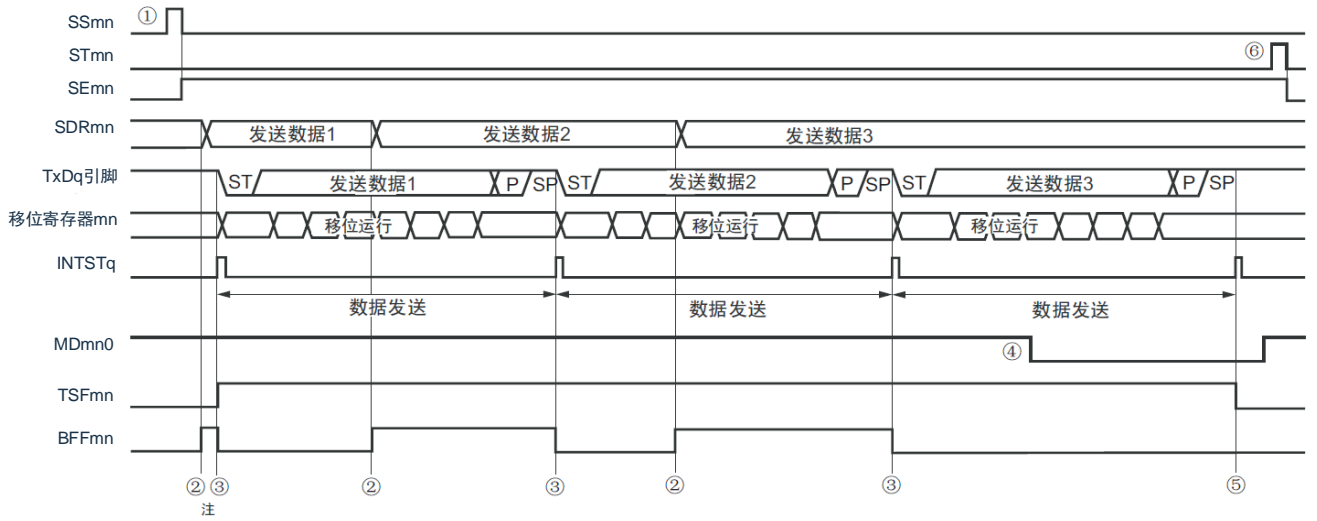 SSmn ①
STmn ⑥
SEmn
SDRmn 发送数据1 发送数据2 发送数据3
TxDq引脚 ST 发送数据1 P SP ST 发送数据2 P SP ST 发送数据3 P SP
移位寄存器mn 移位运行 移位运行 移位运行
INTSTq
数据发送 数据发送 数据发送
MDmn0 ④
TSFmn
BFFmn
②③ ② ③ ② ③ ⑤
注